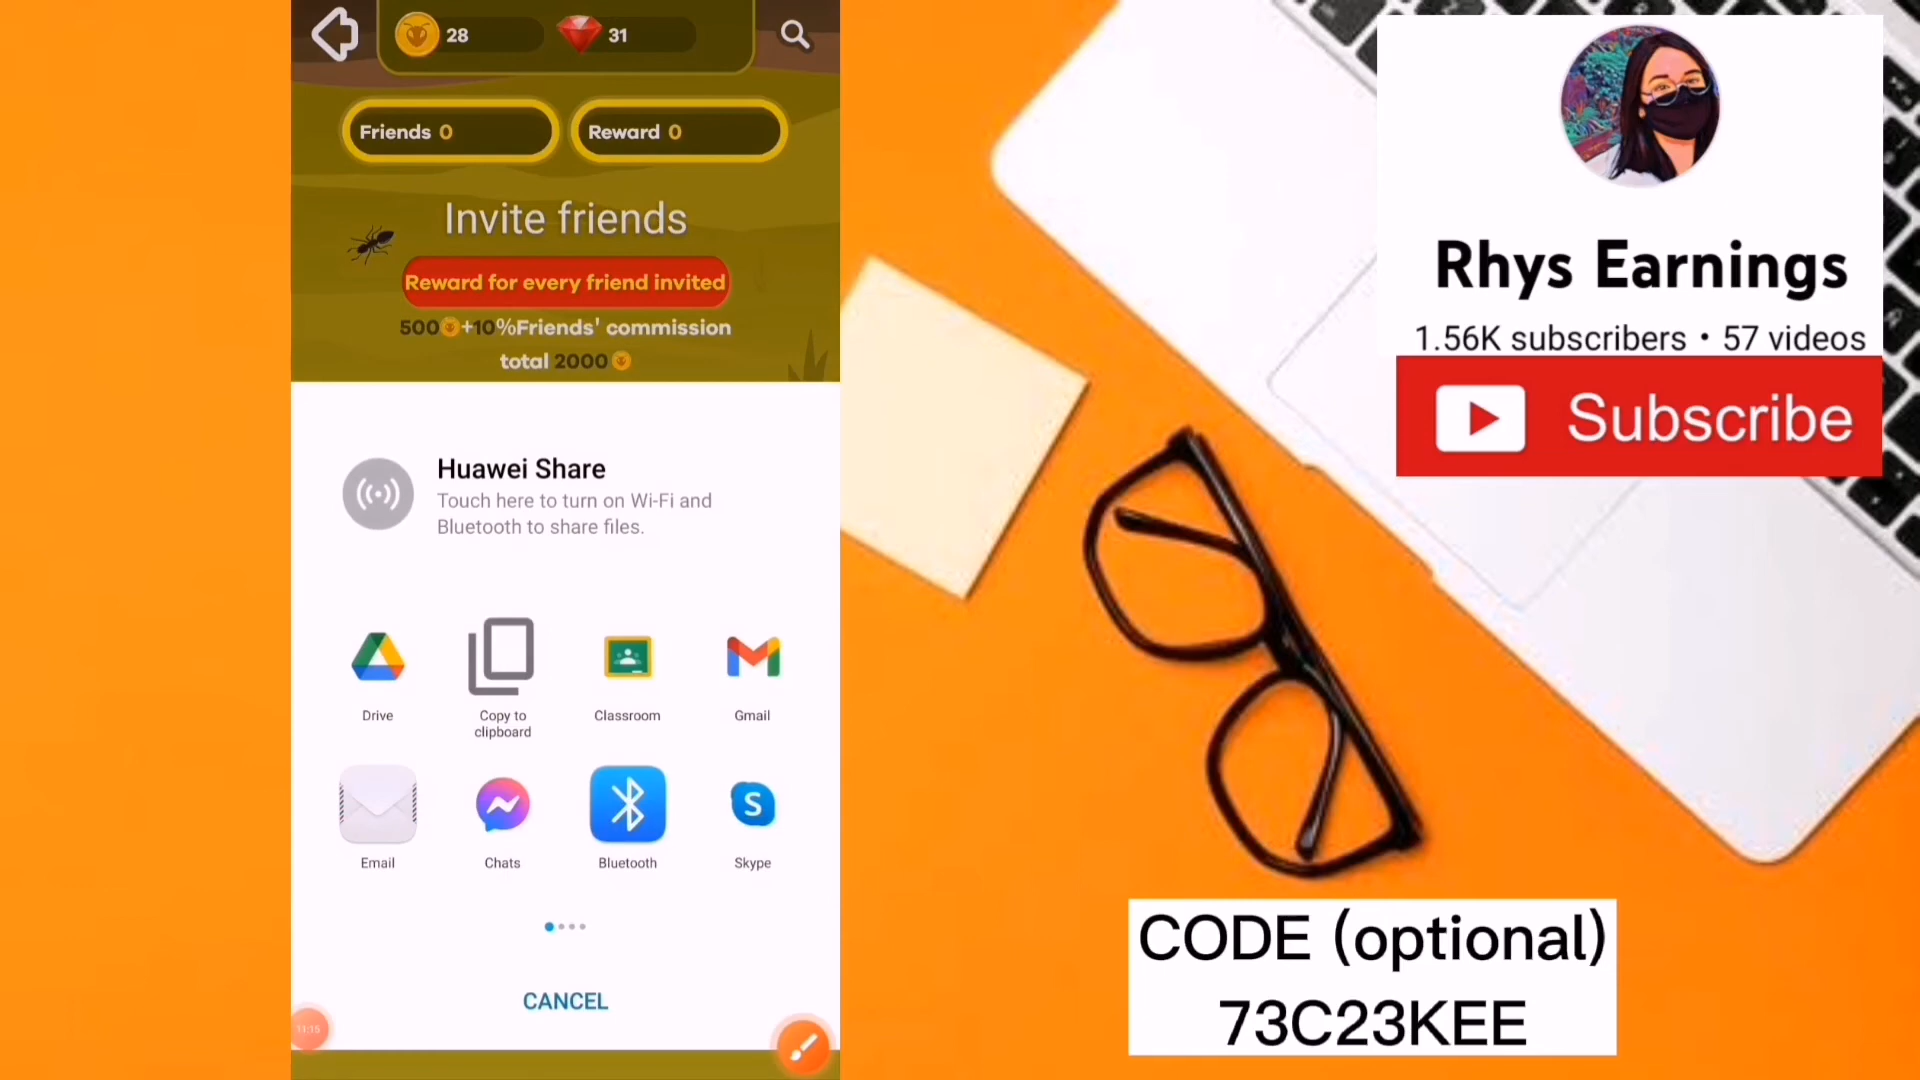 28
31
Friends 0
Reward 0
Invite friends
Reward for every friend invited
500+10%Friends' commission
total 2000
Huawei Share
Touch here to turn on Wi-Fi and
Bluetooth to share files.
Drive
Copy to
clipboard
Classroom
Gmail
Email
Chats
Bluetooth
Skype
CANCEL
11:15
Rhys Earnings
1.56K subscribers • 57 videos
Subscribe
CODE (optional)
73C23KEE